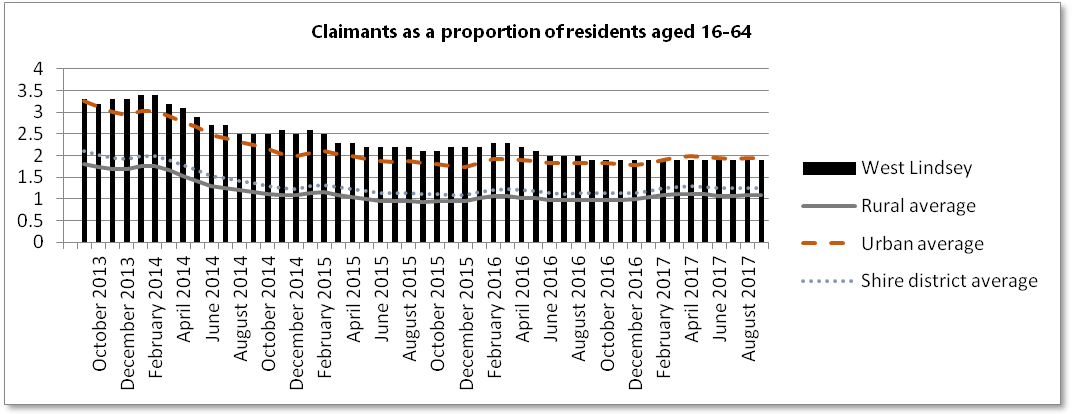 Claimants as a proportion of residents aged 16-64
4
3.5
3
2.5
2
1.5
1
0.5
0
October 2013
December 2013
February 2014
April 2014
June 2014
August 2014
October 2014
December 2014
February 2015
April 2015
June 2015
August 2015
October 2015
December 2015
February 2016
April 2016
June 2016
August 2016
October 2016
December 2016
February 2017
April 2017
June 2017
August 2017
West Lindsey
Rural average
Urban average
Shire district average